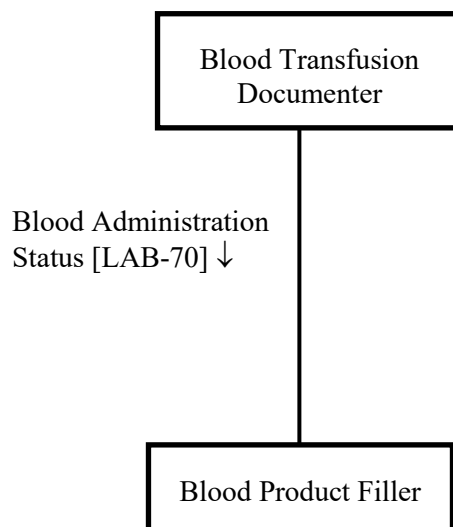 Blood Transfusion
Documenter
Blood Administration
Status [LAB-70] ↓
Blood Product Filler